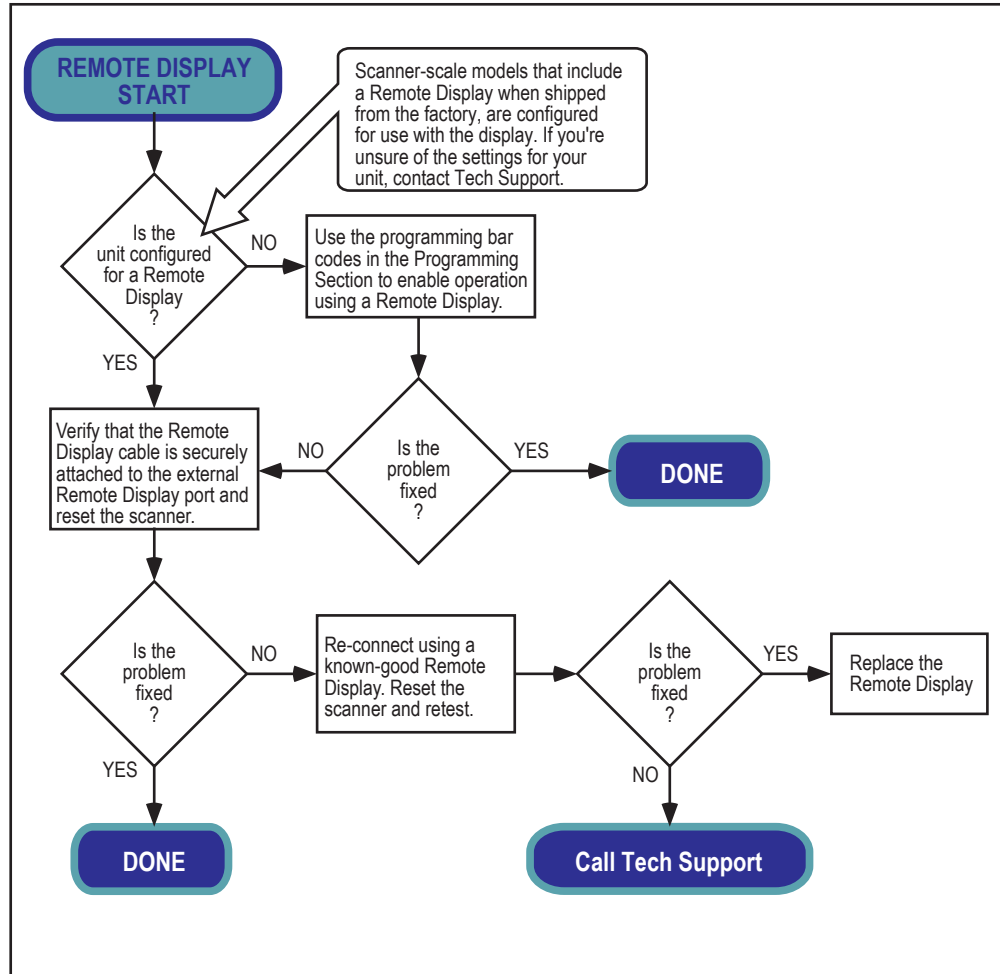 REMOTE DISPLAY
START
Scanner-scale models that include
a Remote Display when shipped
from the factory, are configured
for use with the display. If you're
unsure of the settings for your
unit, contact Tech Support.
Is the
unit configured
for a Remote
Display
?
NO
Use the programming bar
codes in the Programming
Section to enable operation
using a Remote Display.
YES
Verify that the Remote
Display cable is securely
attached to the external
Remote Display port and
reset the scanner.
NO
Is the
problem
fixed
?
YES
DONE
Is the
problem
fixed
?
NO
Re-connect using a
known-good Remote
Display. Reset the
scanner and retest.
Is the
problem
fixed
?
YES
Replace the
Remote Display
YES
NO
DONE
Call Tech Support